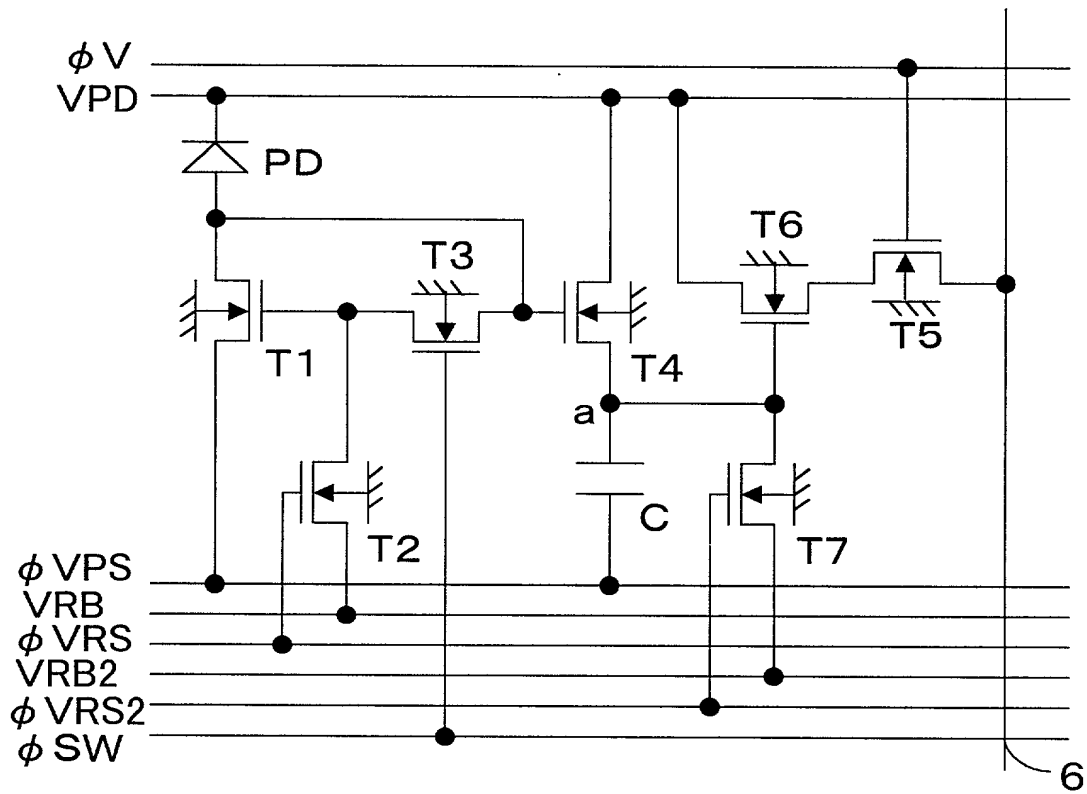 φV
VPD
PD
T3
T6
T5
T1
T4
a
C
T2
T7
φVPS
VRB
φVRS
VRB2
φVRS2
φSW
6